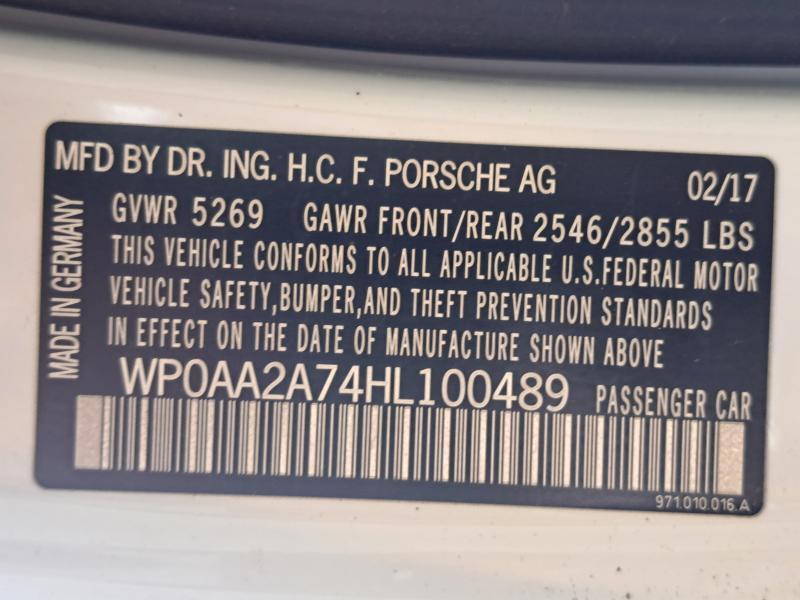 MFD BY DR. ING. H.C. F. PORSCHE AG 02/17
GVWR 5269 GAWR FRONT/REAR 2546/2855 LBS
THIS VEHICLE CONFORMS TO ALL APPLICABLE U.S.FEDERAL MOTOR
VEHICLE SAFETY,BUMPER,AND THEFT PREVENTION STANDARDS
IN EFFECT ON THE DATE OF MANUFACTURE SHOWN ABOVE
WP0AA2A74HL100489 PASSENGER CAR
971.010.016.A
MADE IN GERMANY